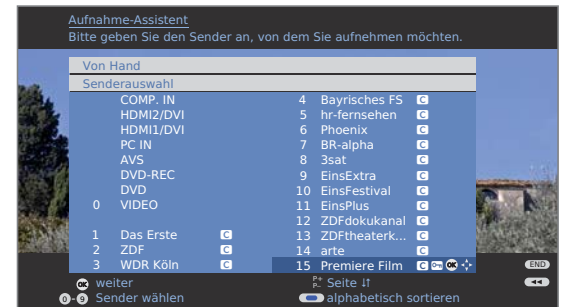 Aufnahme-Assistent
Bitte geben Sie den Sender an, von dem Sie aufnehmen möchten.
Von Hand
Senderauswahl
COMP. IN
HDMI2/DVI
HDMI1/DVI
PC IN
AVS
DVD-REC
DVD
0 VIDEO
1 Das Erste C
2 ZDF C
3 WDR Köln C
4 Bayrisches FS C
5 hr-fernsehen C
6 Phoenix C
7 BR-alpha C
8 3sat C
9 EinsExtra C
10 EinsFestival C
11 EinsPlus C
12 ZDFdokukanal C
13 ZDFtheaterk... C
14 arte C
15 Premiere Film C OK
OK weiter
0-9 Sender wählen
P+ P- Seite ↓↑
alphabetisch sortieren
END